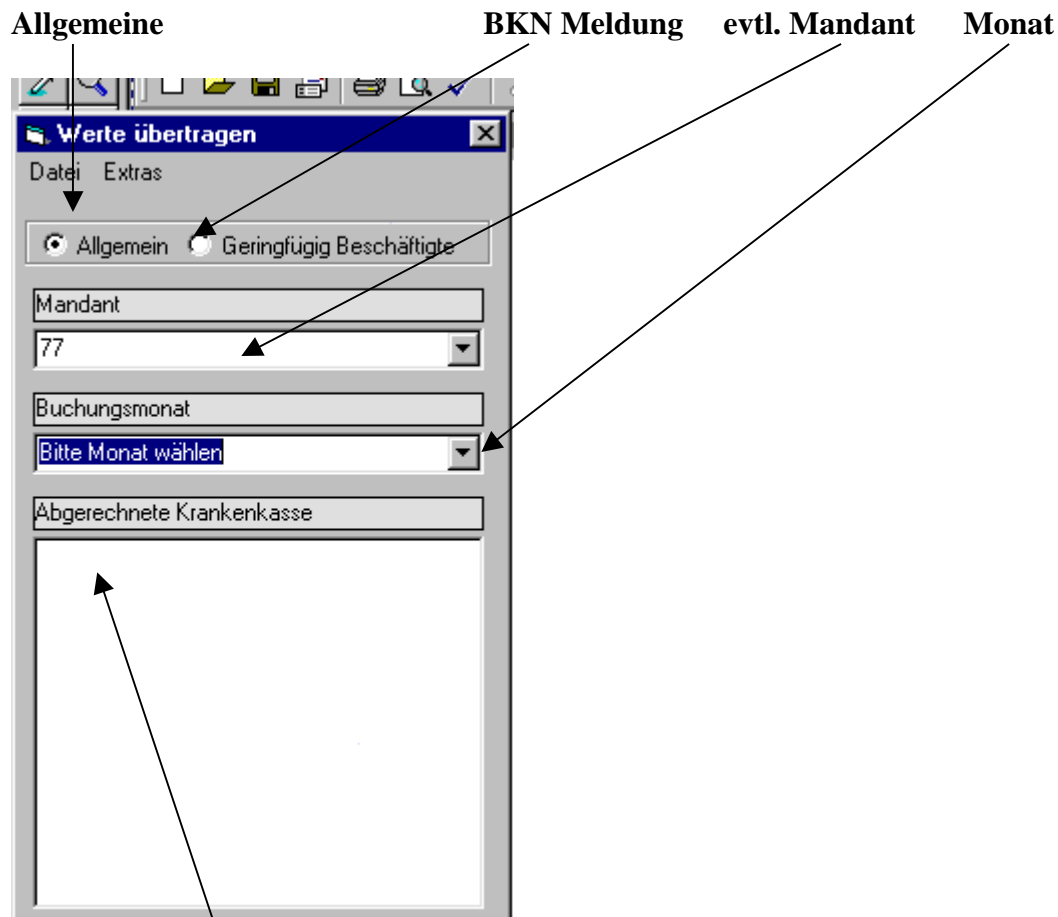 Allgemeine BKN Meldung evtl. Mandant Monat
Werte übertragen
Datei Extras
Allgemein Geringfügig Beschäftigte
Mandant
77
Buchungsmonat
Bitte Monat wählen
Abgerechnete Krankenkasse